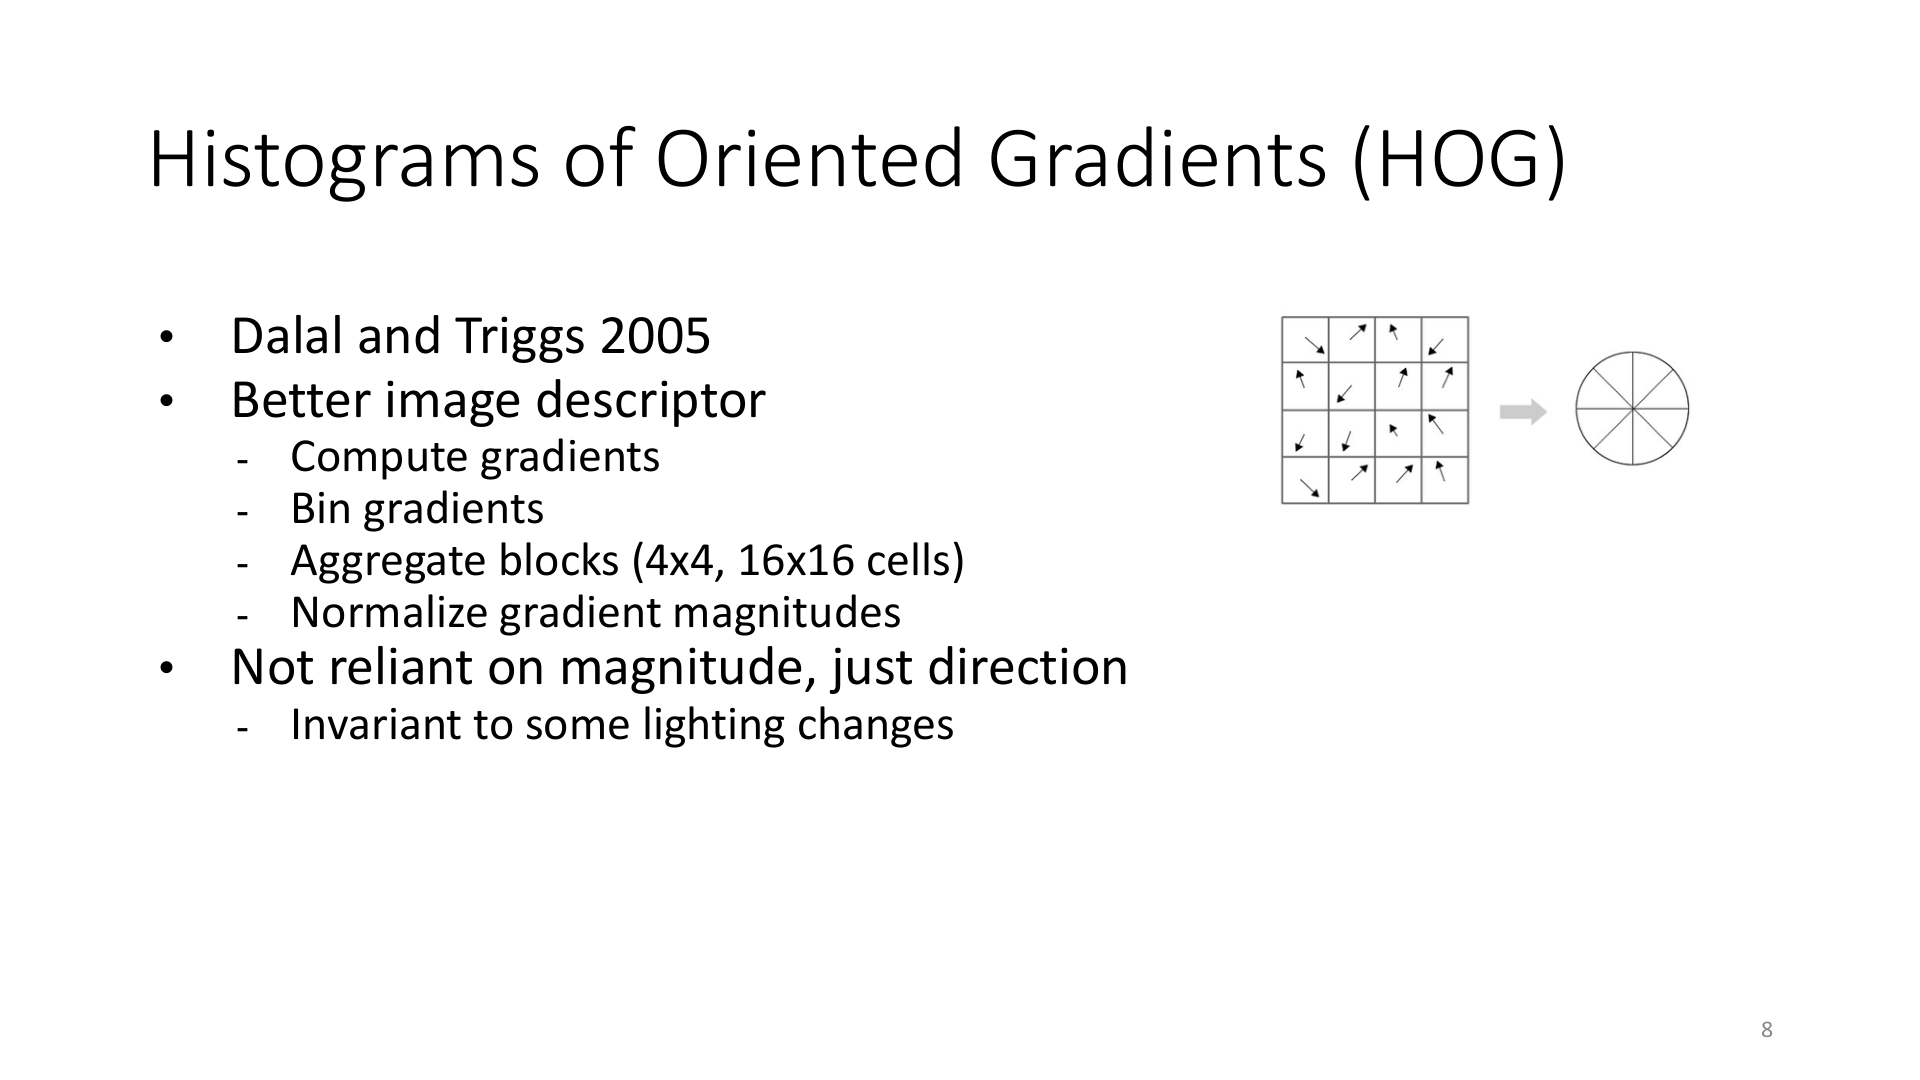 Histograms of Oriented Gradients (HOG)
• Dalal and Triggs 2005
• Better image descriptor
- Compute gradients
- Bin gradients
- Aggregate blocks (4x4, 16x16 cells)
- Normalize gradient magnitudes
• Not reliant on magnitude, just direction
- Invariant to some lighting changes
8